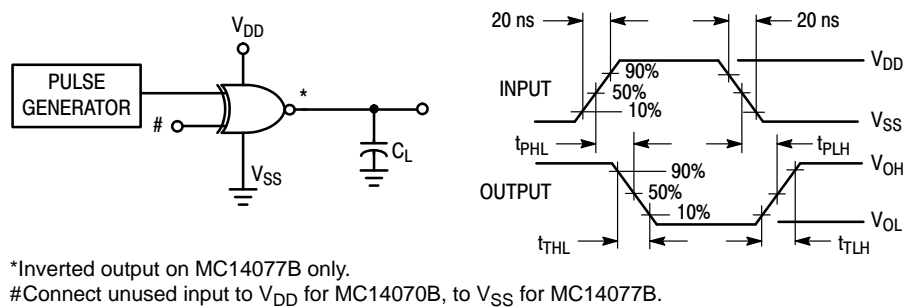 V_DD
PULSE
GENERATOR
*
#
C_L
V_SS
20 ns
20 ns
INPUT
90%
50%
10%
V_DD
V_SS
t_PHL
t_PLH
OUTPUT
90%
50%
10%
V_OH
V_OL
t_THL
t_TLH
*Inverted output on MC14077B only.
#Connect unused input to V_DD for MC14070B, to V_SS for MC14077B.